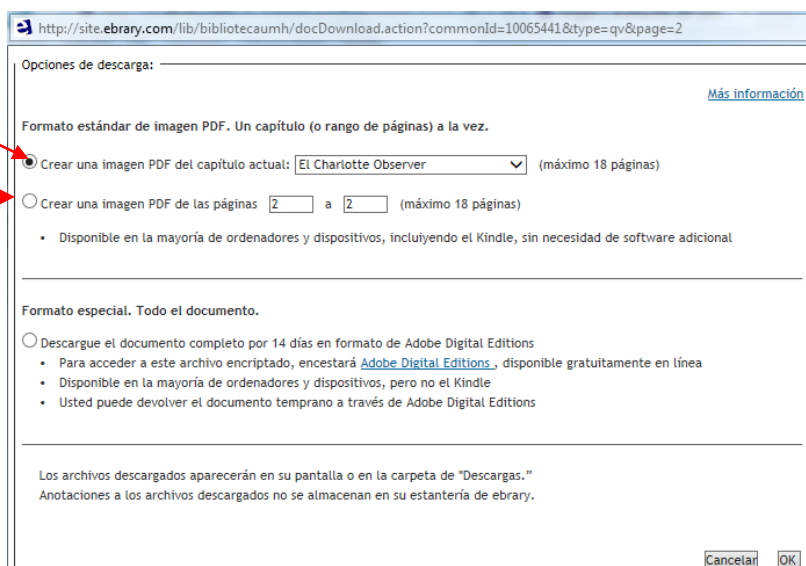 http://site.ebrary.com/lib/bibliotecaumh/docDownload.action?commonId=10065441&type=qv&page=2
Opciones de descarga:
Más información
Formato estándar de imagen PDF. Un capítulo (o rango de páginas) a la vez.
Crear una imagen PDF del capítulo actual: El Charlotte Observer (máximo 18 páginas)
Crear una imagen PDF de las páginas 2 a 2 (máximo 18 páginas)
• Disponible en la mayoría de ordenadores y dispositivos, incluiyendo el Kindle, sin necesidad de software adicional
Formato especial. Todo el documento.
Descargue el documento completo por 14 días en formato de Adobe Digital Editions
• Para acceder a este archivo encriptado, encestará Adobe Digital Editions , disponible gratuitamente en línea
• Disponible en la mayoría de ordenadores y dispositivos, pero no el Kindle
• Usted puede devolver el documento temprano a través de Adobe Digital Editions
Los archivos descargados aparecerán en su pantalla o en la carpeta de "Descargas.”
Anotaciones a los archivos descargados no se almacenan en su estantería de ebrary.
Cancelar OK